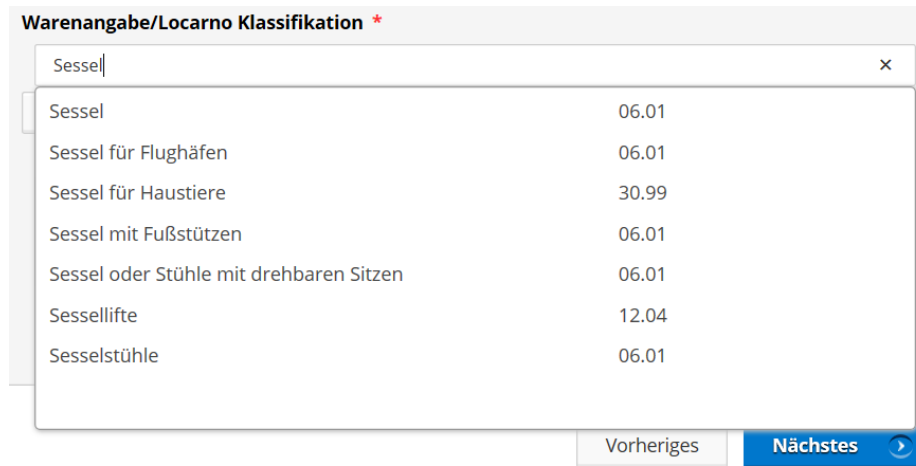 Warenangabe/Locarno Klassifikation *
Sessel ×
Sessel 06.01
Sessel für Flughäfen 06.01
Sessel für Haustiere 30.99
Sessel mit Fußstützen 06.01
Sessel oder Stühle mit drehbaren Sitzen 06.01
Sessellifte 12.04
Sesselstühle 06.01
Vorheriges Nächstes